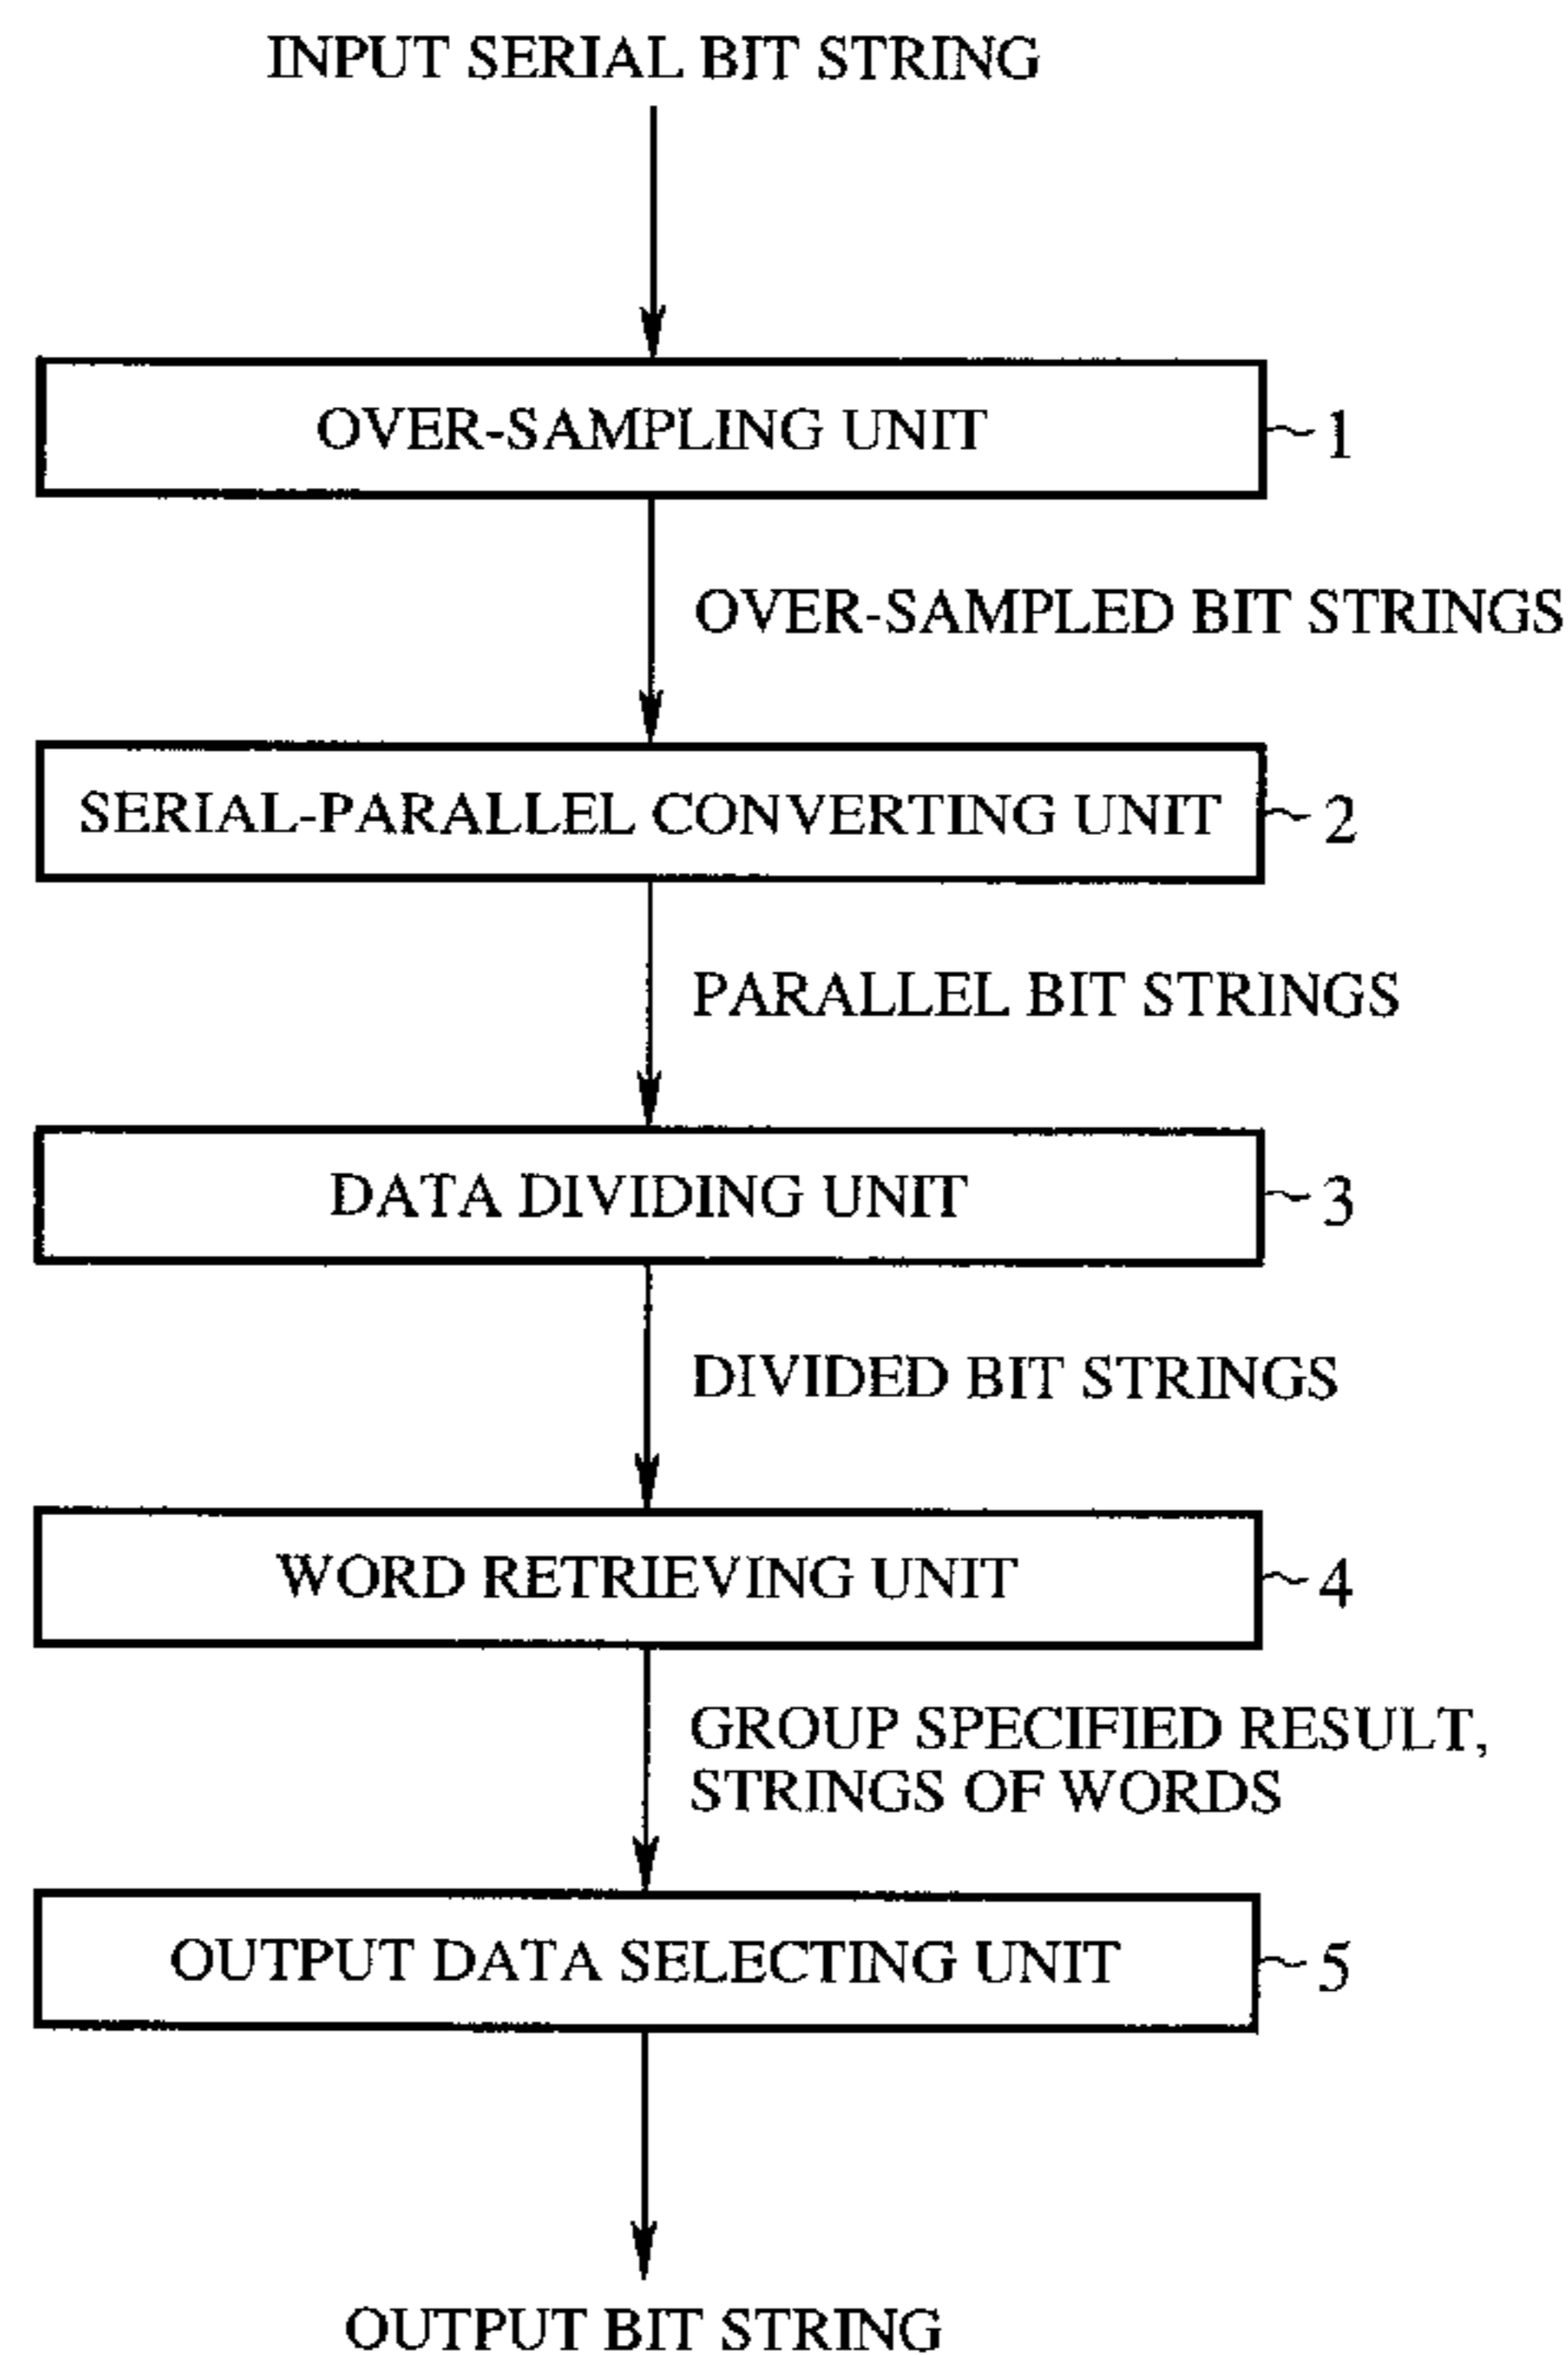 INPUT SERIAL BIT STRING
OVER-SAMPLING UNIT 1
OVER-SAMPLED BIT STRINGS
SERIAL-PARALLEL CONVERTING UNIT 2
PARALLEL BIT STRINGS
DATA DIVIDING UNIT 3
DIVIDED BIT STRINGS
WORD RETRIEVING UNIT 4
GROUP SPECIFIED RESULT,
STRINGS OF WORDS
OUTPUT DATA SELECTING UNIT 5
OUTPUT BIT STRING